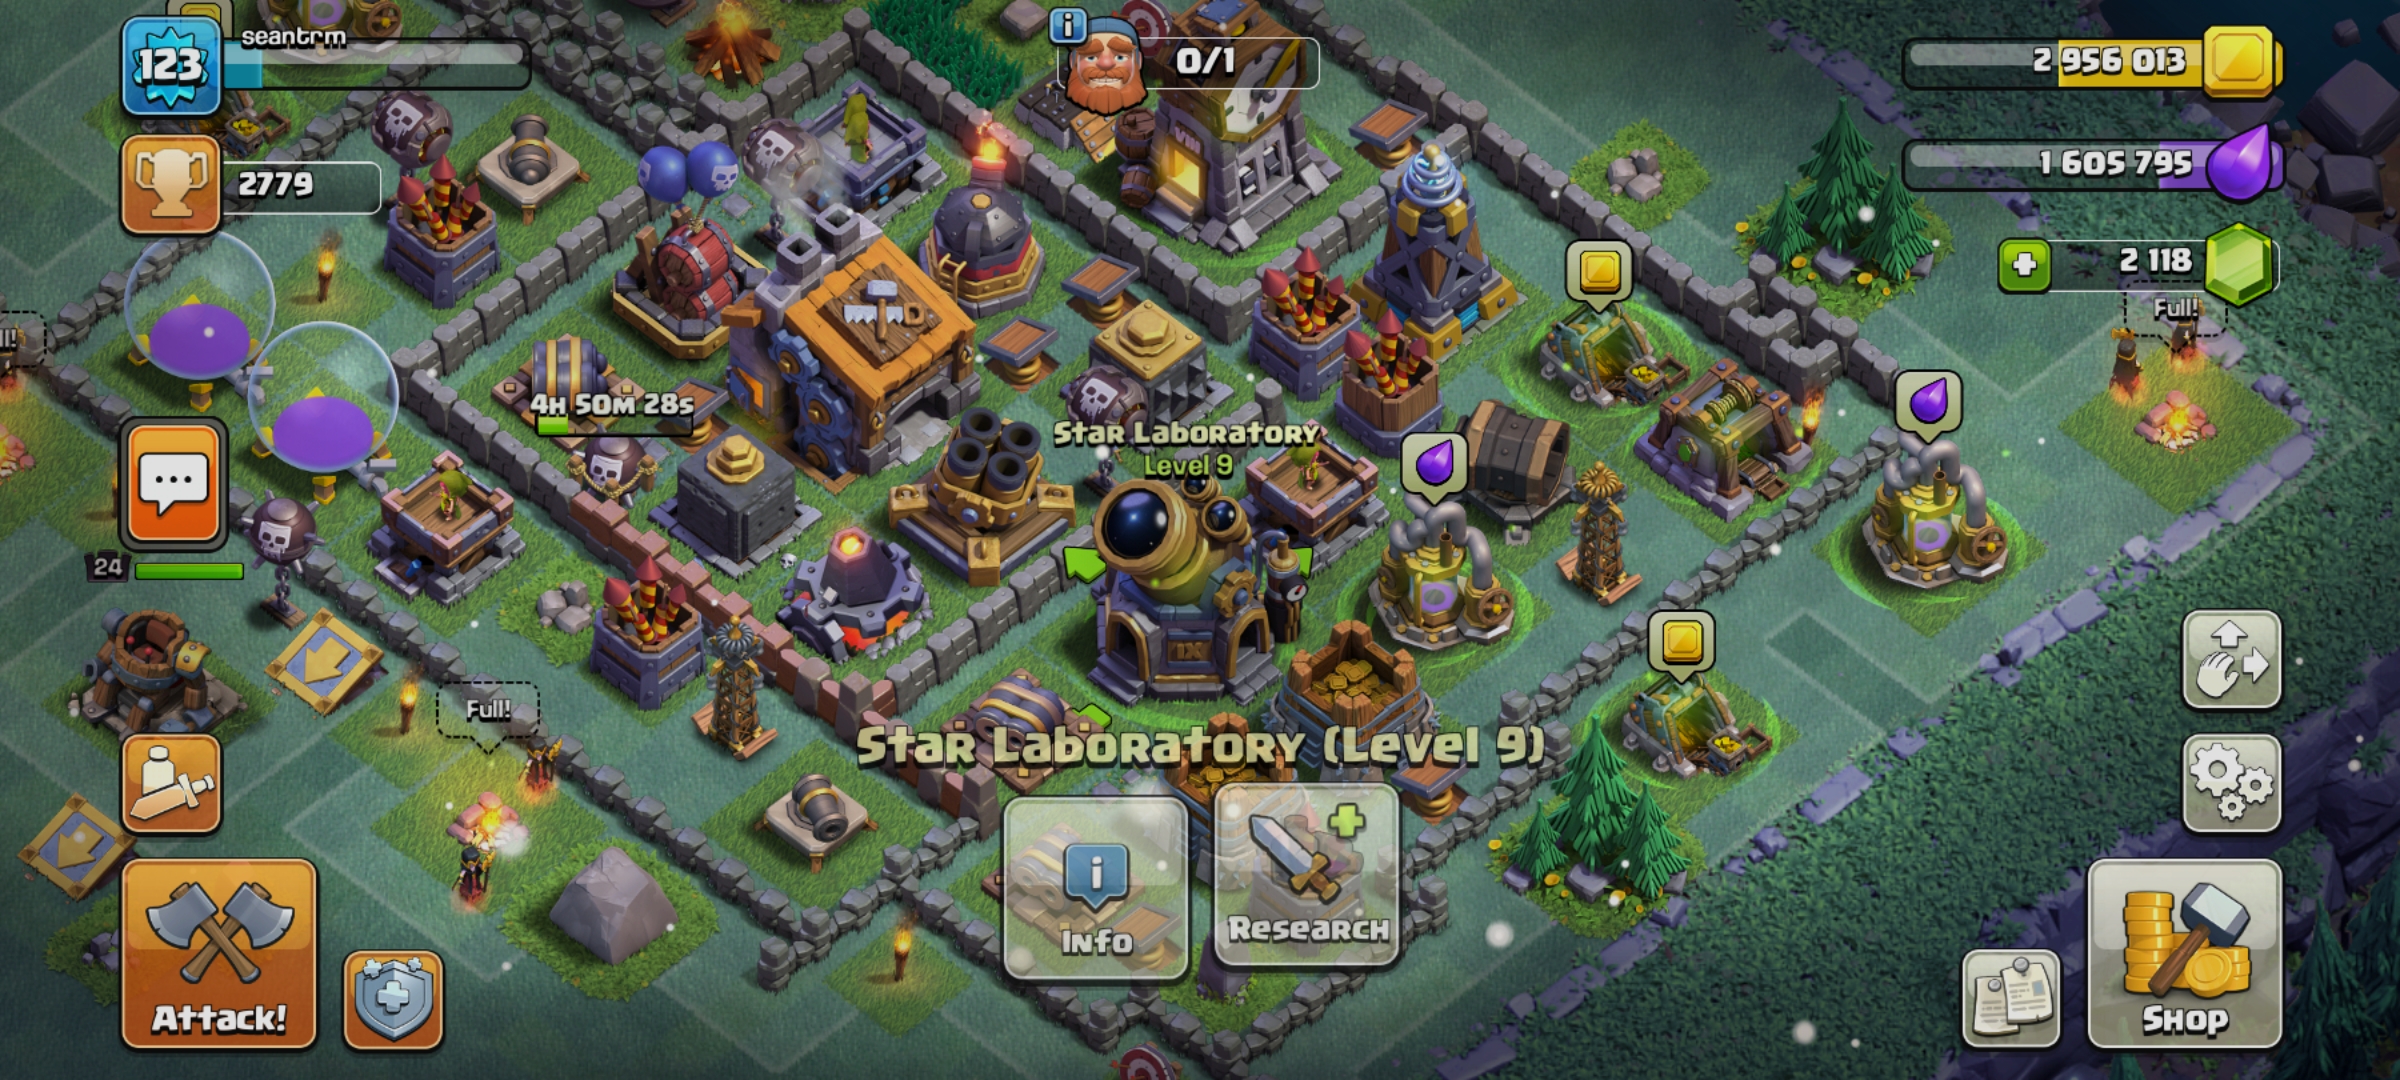 seantrm
123
i
0/1
2 956 013
2779
1 605 795
2 118
Full!
4h 50m 28s
Star Laboratory
Level 9
24
IX
Full!
Star Laboratory (Level 9)
i
Info
Research
Attack!
Shop